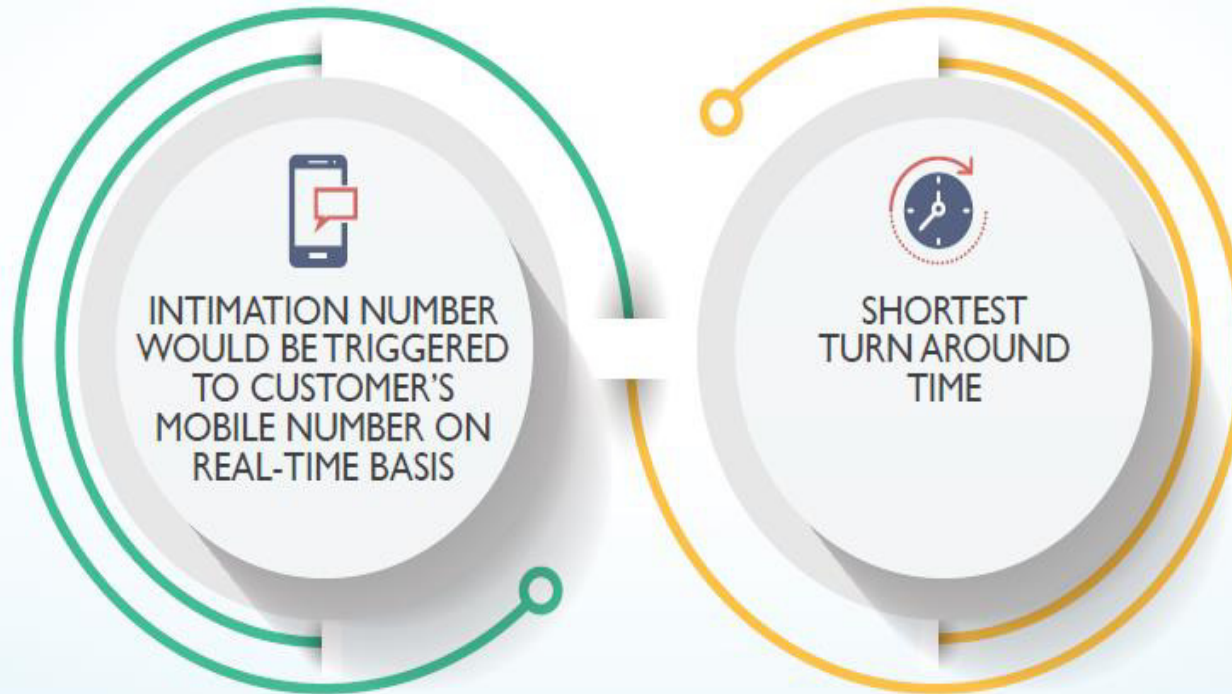 INTIMATION NUMBER
WOULD BE TRIGGERED
TO CUSTOMER'S
MOBILE NUMBER ON
REAL-TIME BASIS
SHORTEST
TURN AROUND
TIME